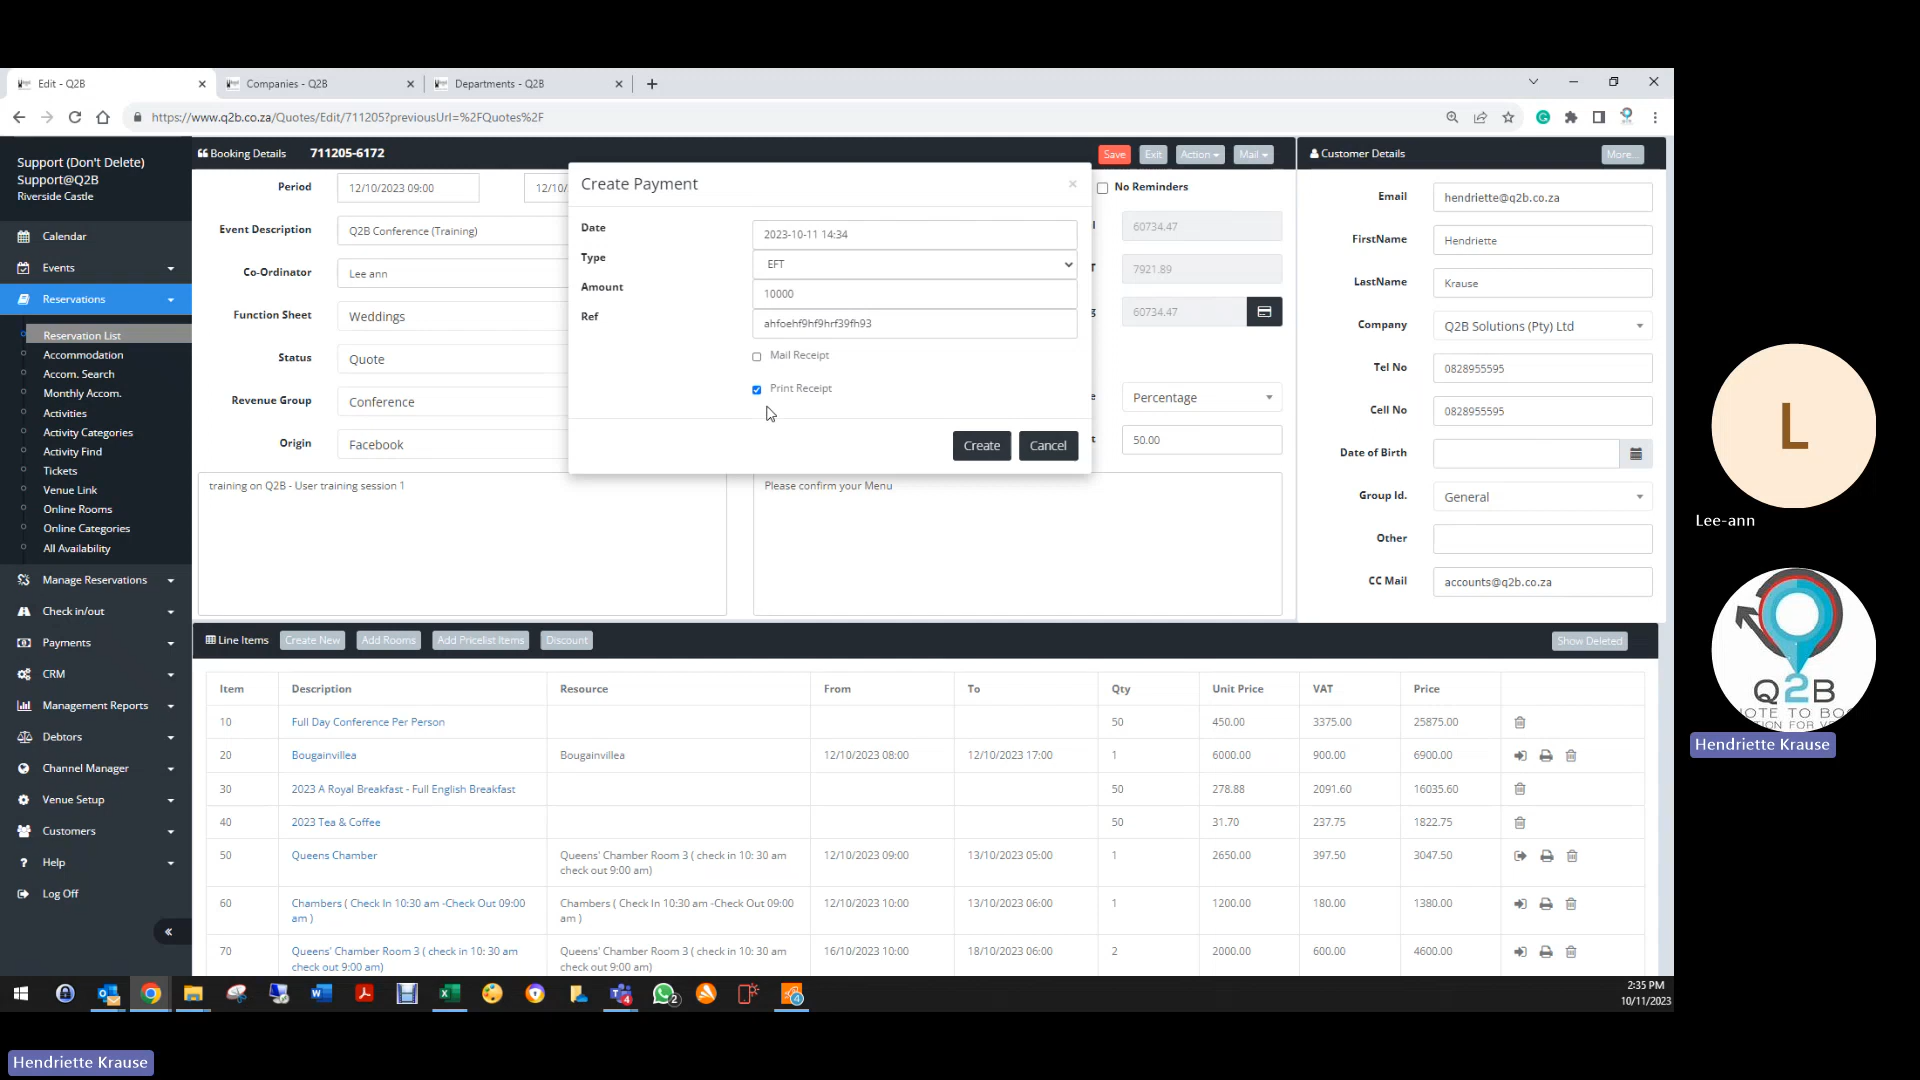 Edit - Q2B
Companies - Q2B
Departments - Q2B
https://www.q2b.co.za/Quotes/Edit/711205?previousUrl=%2FQuotes%2F
Support (Don't Delete)
Support@Q2B
Riverside Castle
Calendar
Events
Reservations
Reservation List
Accommodation
Accom. Search
Monthly Accom.
Activities
Activity Categories
Activity Find
Tickets
Venue Link
Online Rooms
Online Categories
All Availability
Manage Reservations
Check in/out
Payments
CRM
Management Reports
Debtors
Channel Manager
Venue Setup
Customers
Help
Log Off
Booking Details 711205-6172
Save Exit Action Mail
Period 12/10/2023 09:00 12/10/
No Reminders
Event Description Q2B Conference (Training) 60734.47
Co-Ordinator Lee ann 7921.89
Function Sheet Weddings 60734.47
Status Quote
Revenue Group Conference Percentage
Origin Facebook 50.00
training on Q2B - User training session 1
Please confirm your Menu
Create Payment
Date 2023-10-11 14:34
Type EFT
Amount 10000
Ref ahfoehf9hf9hrf39fh93
Mail Receipt
Print Receipt
Create Cancel
Customer Details More...
Email hendriette@q2b.co.za
FirstName Hendriette
LastName Krause
Company Q2B Solutions (Pty) Ltd
Tel No 0828955595
Cell No 0828955595
Date of Birth
Group Id. General
Other
CC Mail accounts@q2b.co.za
Line Items Create New Add Rooms Add Pricelist Items Discount Show Deleted
Item Description Resource From To Qty Unit Price VAT Price
10 Full Day Conference Per Person 50 450.00 3375.00 25875.00
20 Bougainvillea Bougainvillea 12/10/2023 08:00 12/10/2023 17:00 1 6000.00 900.00 6900.00
30 2023 A Royal Breakfast - Full English Breakfast 50 278.88 2091.60 16035.60
40 2023 Tea & Coffee 50 31.70 237.75 1822.75
50 Queens Chamber Queens' Chamber Room 3 ( check in 10: 30 am 12/10/2023 09:00 13/10/2023 05:00 1 2650.00 397.50 3047.50
check out 9:00 am)
60 Chambers ( Check In 10:30 am -Check Out 09:00 Chambers ( Check In 10:30 am -Check Out 09:00 12/10/2023 10:00 13/10/2023 06:00 1 1200.00 180.00 1380.00
am ) am )
70 Queens' Chamber Room 3 ( check in 10: 30 am Queens' Chamber Room 3 ( check in 10: 30 am 16/10/2023 10:00 18/10/2023 06:00 2 2000.00 600.00 4600.00
check out 9:00 am) check out 9:00 am)
2:35 PM
10/11/2023
L
Lee-ann
Q2B
Hendriette Krause
Hendriette Krause